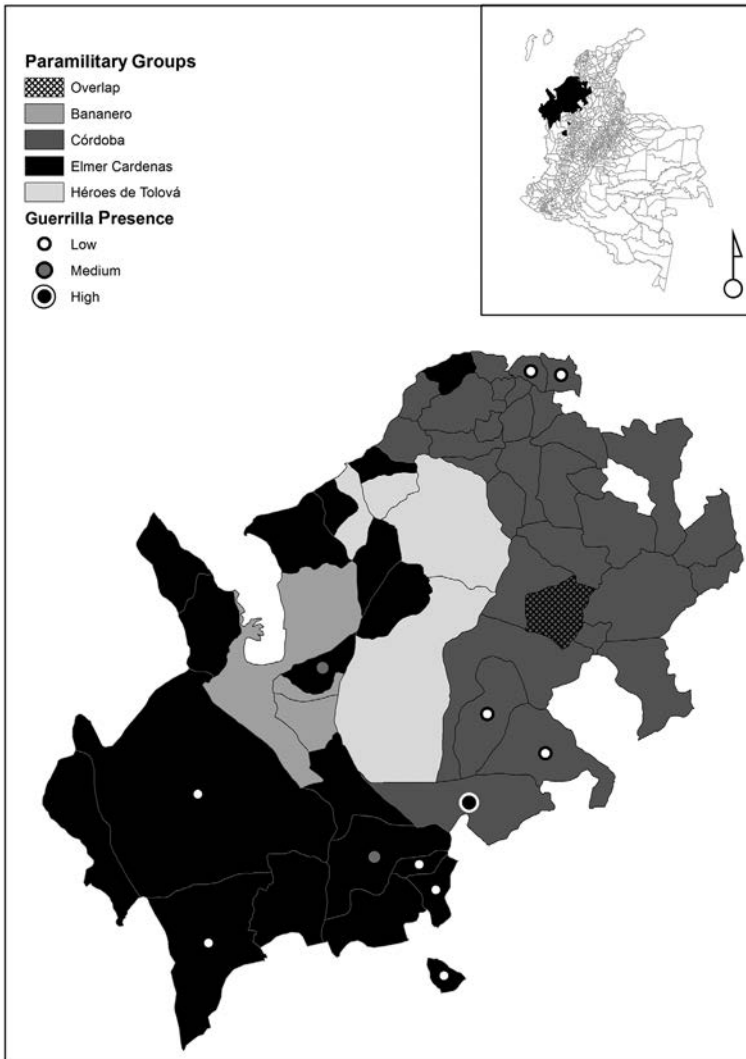 Paramilitary Groups
Overlap
Bananero
Córdoba
Elmer Cardenas
Héroes de Tolová
Guerrilla Presence
Low
Medium
High